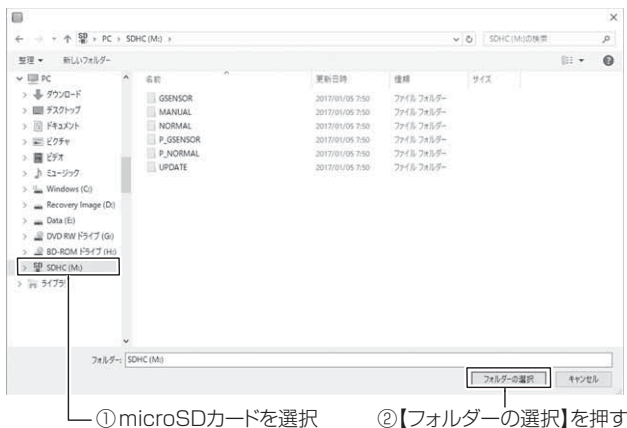 PC › SDHC (M:) ›
SDHC (M:)の検索
整理 ▼ 新しいフォルダー
PC
ダウンロード
デスクトップ
ドキュメント
ピクチャ
ビデオ
ミュージック
Windows (C:)
Recovery Image (D:)
Data (E:)
DVD RW ドライブ (G:)
BD-ROM ドライブ (H:)
SDHC (M:)
名前 更新日時 種類 サイズ
GSENSOR 2017/01/05 7:50 ファイル フォルダー
MANUAL 2017/01/05 7:50 ファイル フォルダー
NORMAL 2017/01/05 7:50 ファイル フォルダー
P_GSENSOR 2017/01/05 7:50 ファイル フォルダー
P_NORMAL 2017/01/05 7:50 ファイル フォルダー
UPDATE 2017/01/05 7:50 ファイル フォルダー
フォルダー: SDHC (M:)
フォルダーの選択 キャンセル
①microSDカードを選択 ②【フォルダーの選択】を押す